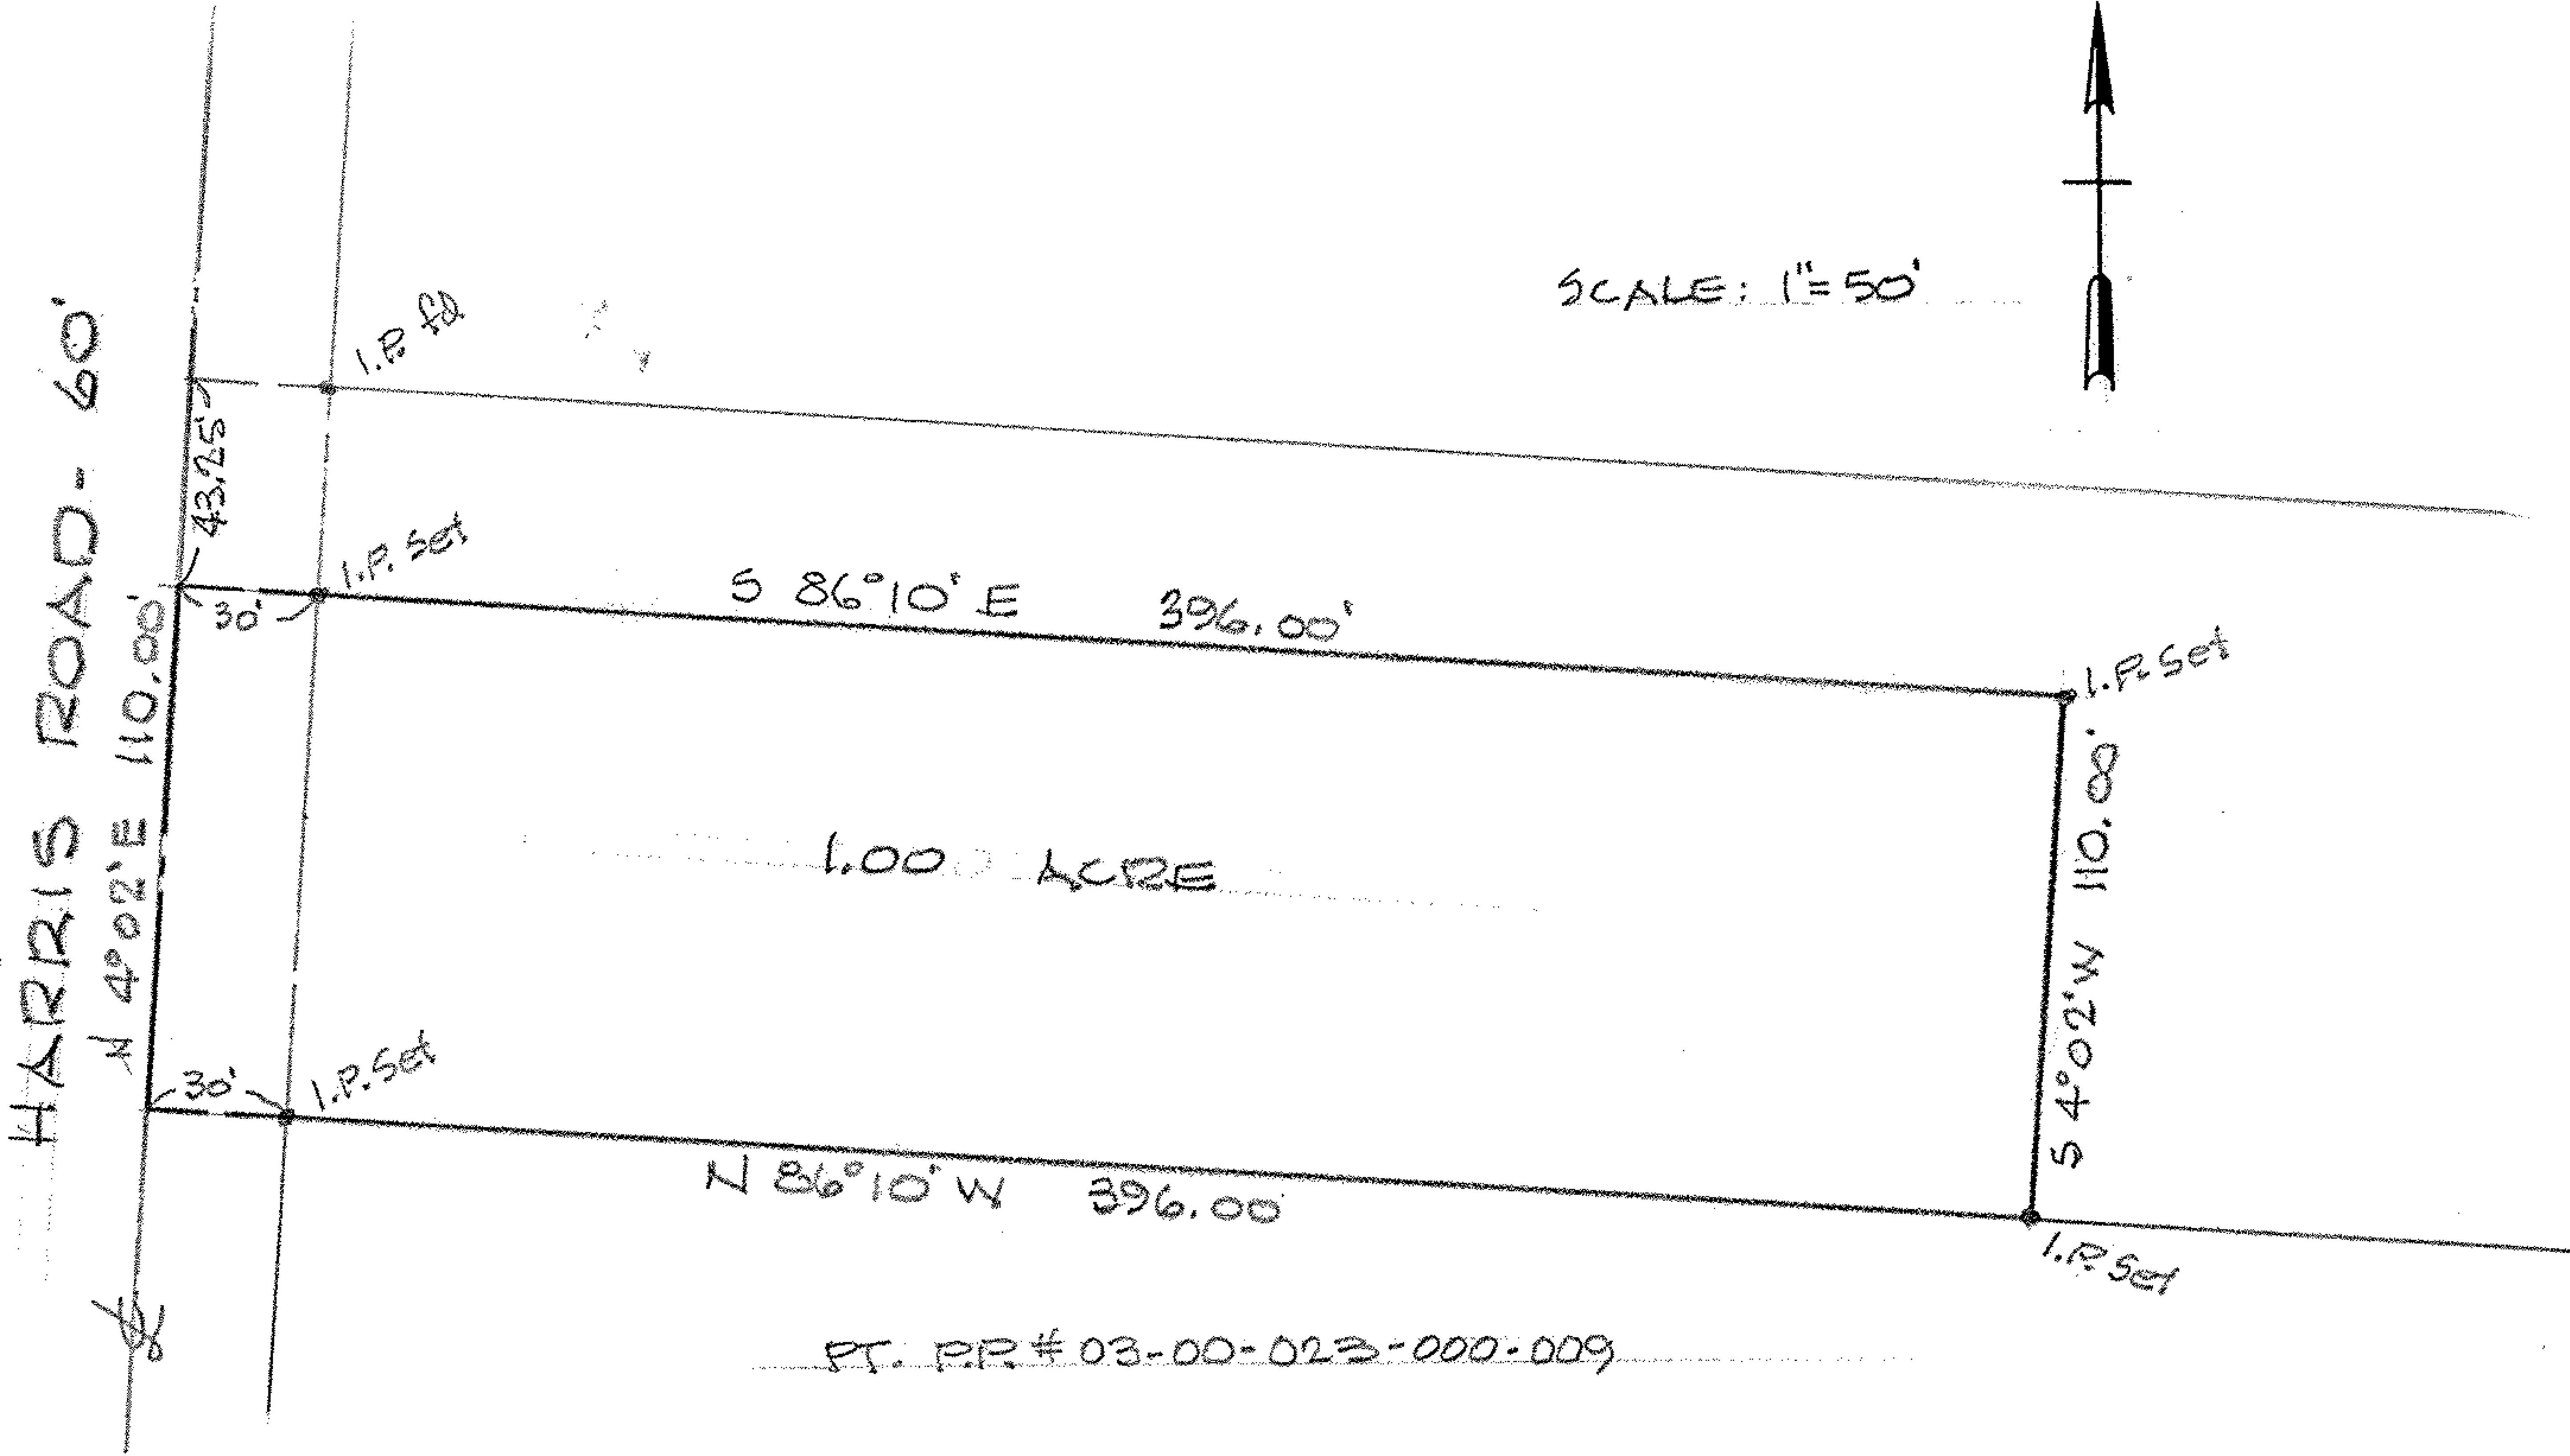 SCALE: 1"= 50'
HARRIS ROAD - 60'
I.P. fd
43.25'
I.P. Set
30'
S 86°10' E 396.00'
I.P. Set
N 4°02'E 110.00'
1.00 ACRE
S 4°02'W 110.00'
30'
I.P. Set
N 86°10' W 396.00
I.P. Set
PT. P.P. # 03-00-023-000-009